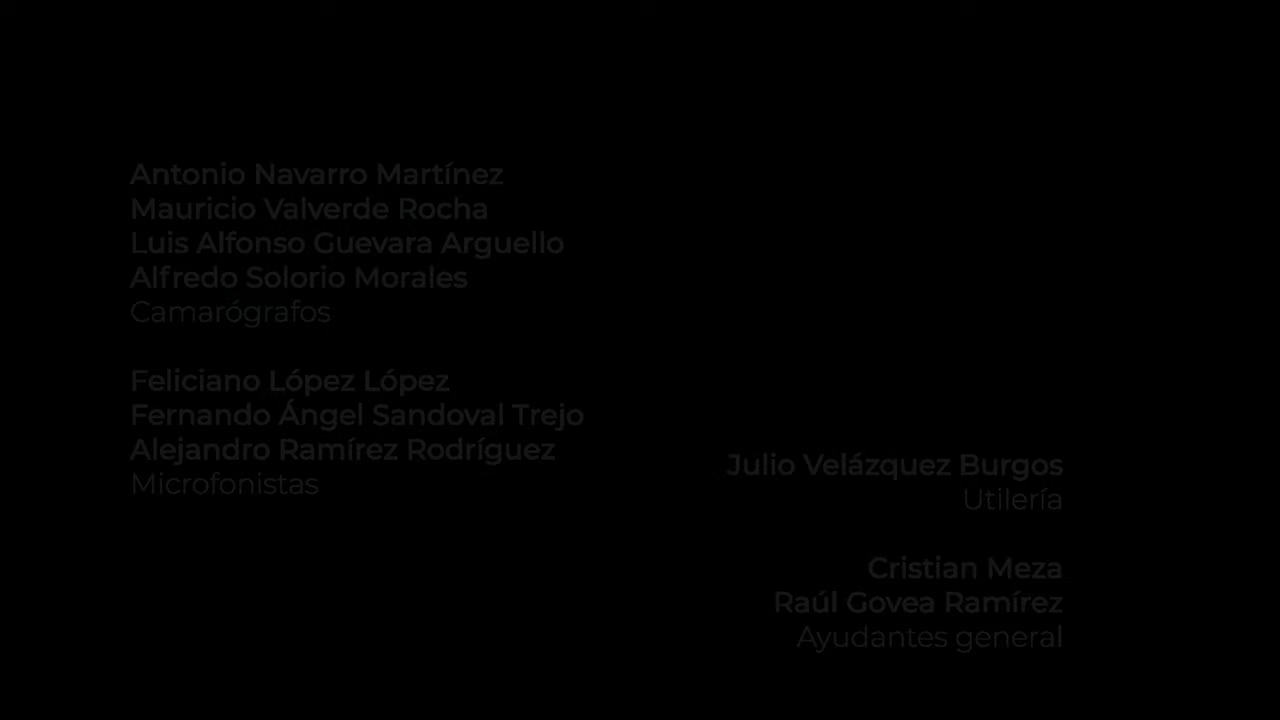 Antonio Navarro Martínez
Mauricio Valverde Rocha
Luis Alfonso Guevara Arguello
Alfredo Solorio Morales
Camarógrafos
Feliciano López López
Fernando Ángel Sandoval Trejo
Alejandro Ramírez Rodríguez
Microfonistas
Julio Velázquez Burgos
Utilería
Cristian Meza
Raúl Govea Ramírez
Ayudantes general